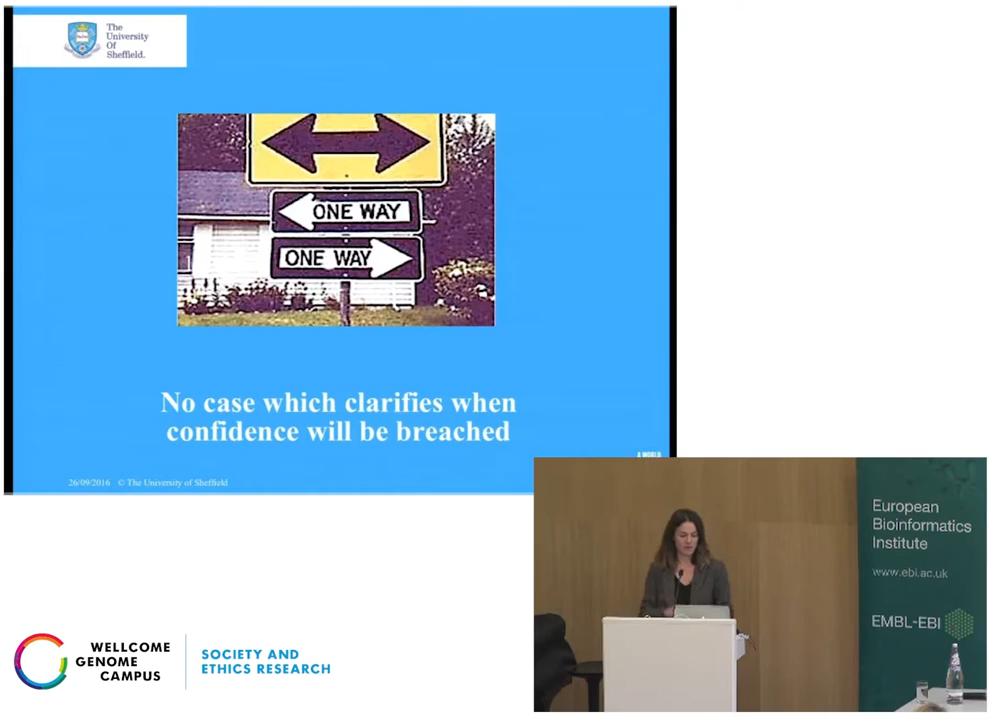 The
University
Of
Sheffield.
ONE WAY
ONE WAY
No case which clarifies when
confidence will be breached
A WORLD
26/09/2016 © The University of Sheffield
European
Bioinformatics
Institute
www.ebi.ac.uk
EMBL-EBI
WELLCOME
GENOME
CAMPUS
SOCIETY AND
ETHICS RESEARCH